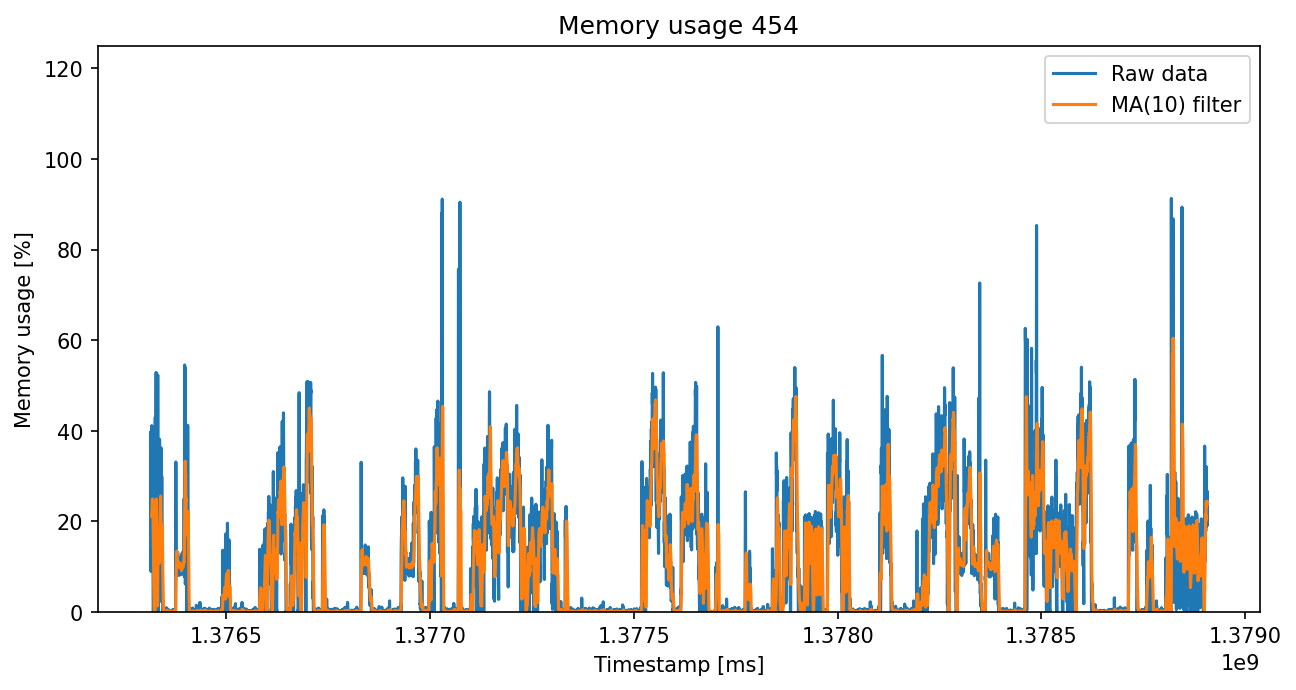 Memory usage 454
Raw data
MA(10) filter
Memory usage [%]
120
100
80
60
40
20
0
1.3765 1.3770 1.3775 1.3780 1.3785 1.3790
1e9
Timestamp [ms]